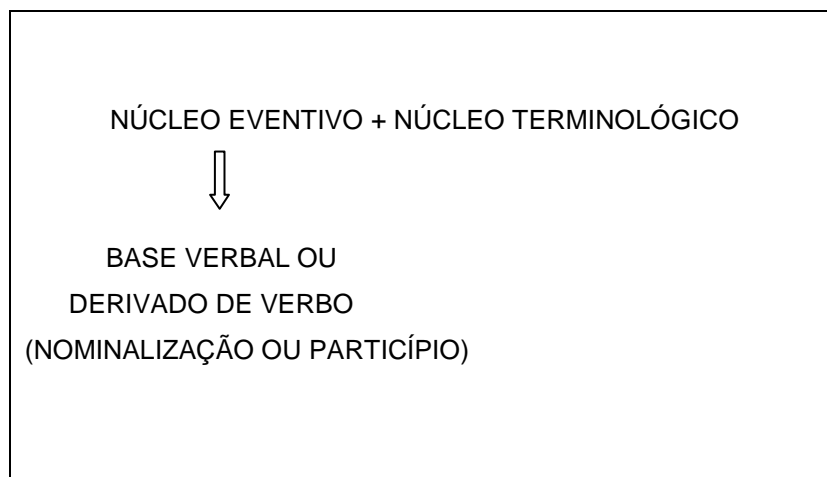 NÚCLEO EVENTIVO + NÚCLEO TERMINOLÓGICO
BASE VERBAL OU
DERIVADO DE VERBO
(NOMINALIZAÇÃO OU PARTICÍPIO)